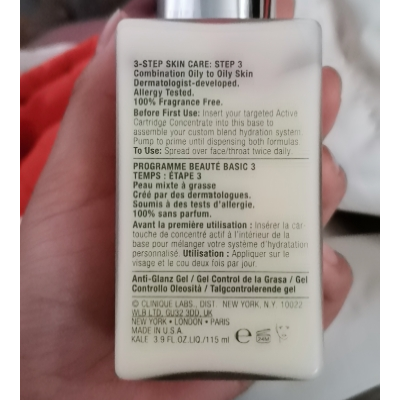 3-STEP SKIN CARE: STEP 3
Combination Oily to Oily Skin
Dermatologist-developed.
Allergy Tested.
100% Fragrance Free.
Before First Use: Insert your targeted Active
Cartridge Concentrate into this base to
assemble your custom blend hydration system.
Pump to prime until dispensing both formulas
To Use: Spread over face/throat twice daily.
PROGRAMME BEAUTÉ BASIC 3
TEMPS : ÉTAPE 3
Peau mixte à grasse
Créé par des dermatologues.
Soumis à des tests d'allergie.
100% sans parfum.
Avant la première utilisation : Insérer la car
touche de concentré actif à l'intérieur de la
base pour mélanger votre système d'hydratation
personnalisé. Utilisation : Appliquer sur le
visage et le cou deux fois par jour.
Anti-Glanz Gel / Gel Control de la Grasa / Gel
Controllo Oleosità / Talgcontrolerende gel
© CLINIQUE LABS., DIST. NEW YORK, N.Y. 10022
WLB LTD, GU32 3DD, UK
NEW YORK • LONDON • PARIS
MADE IN U.S.A.
KALE 3.9 FL.OZ.LIQ./115 ml e